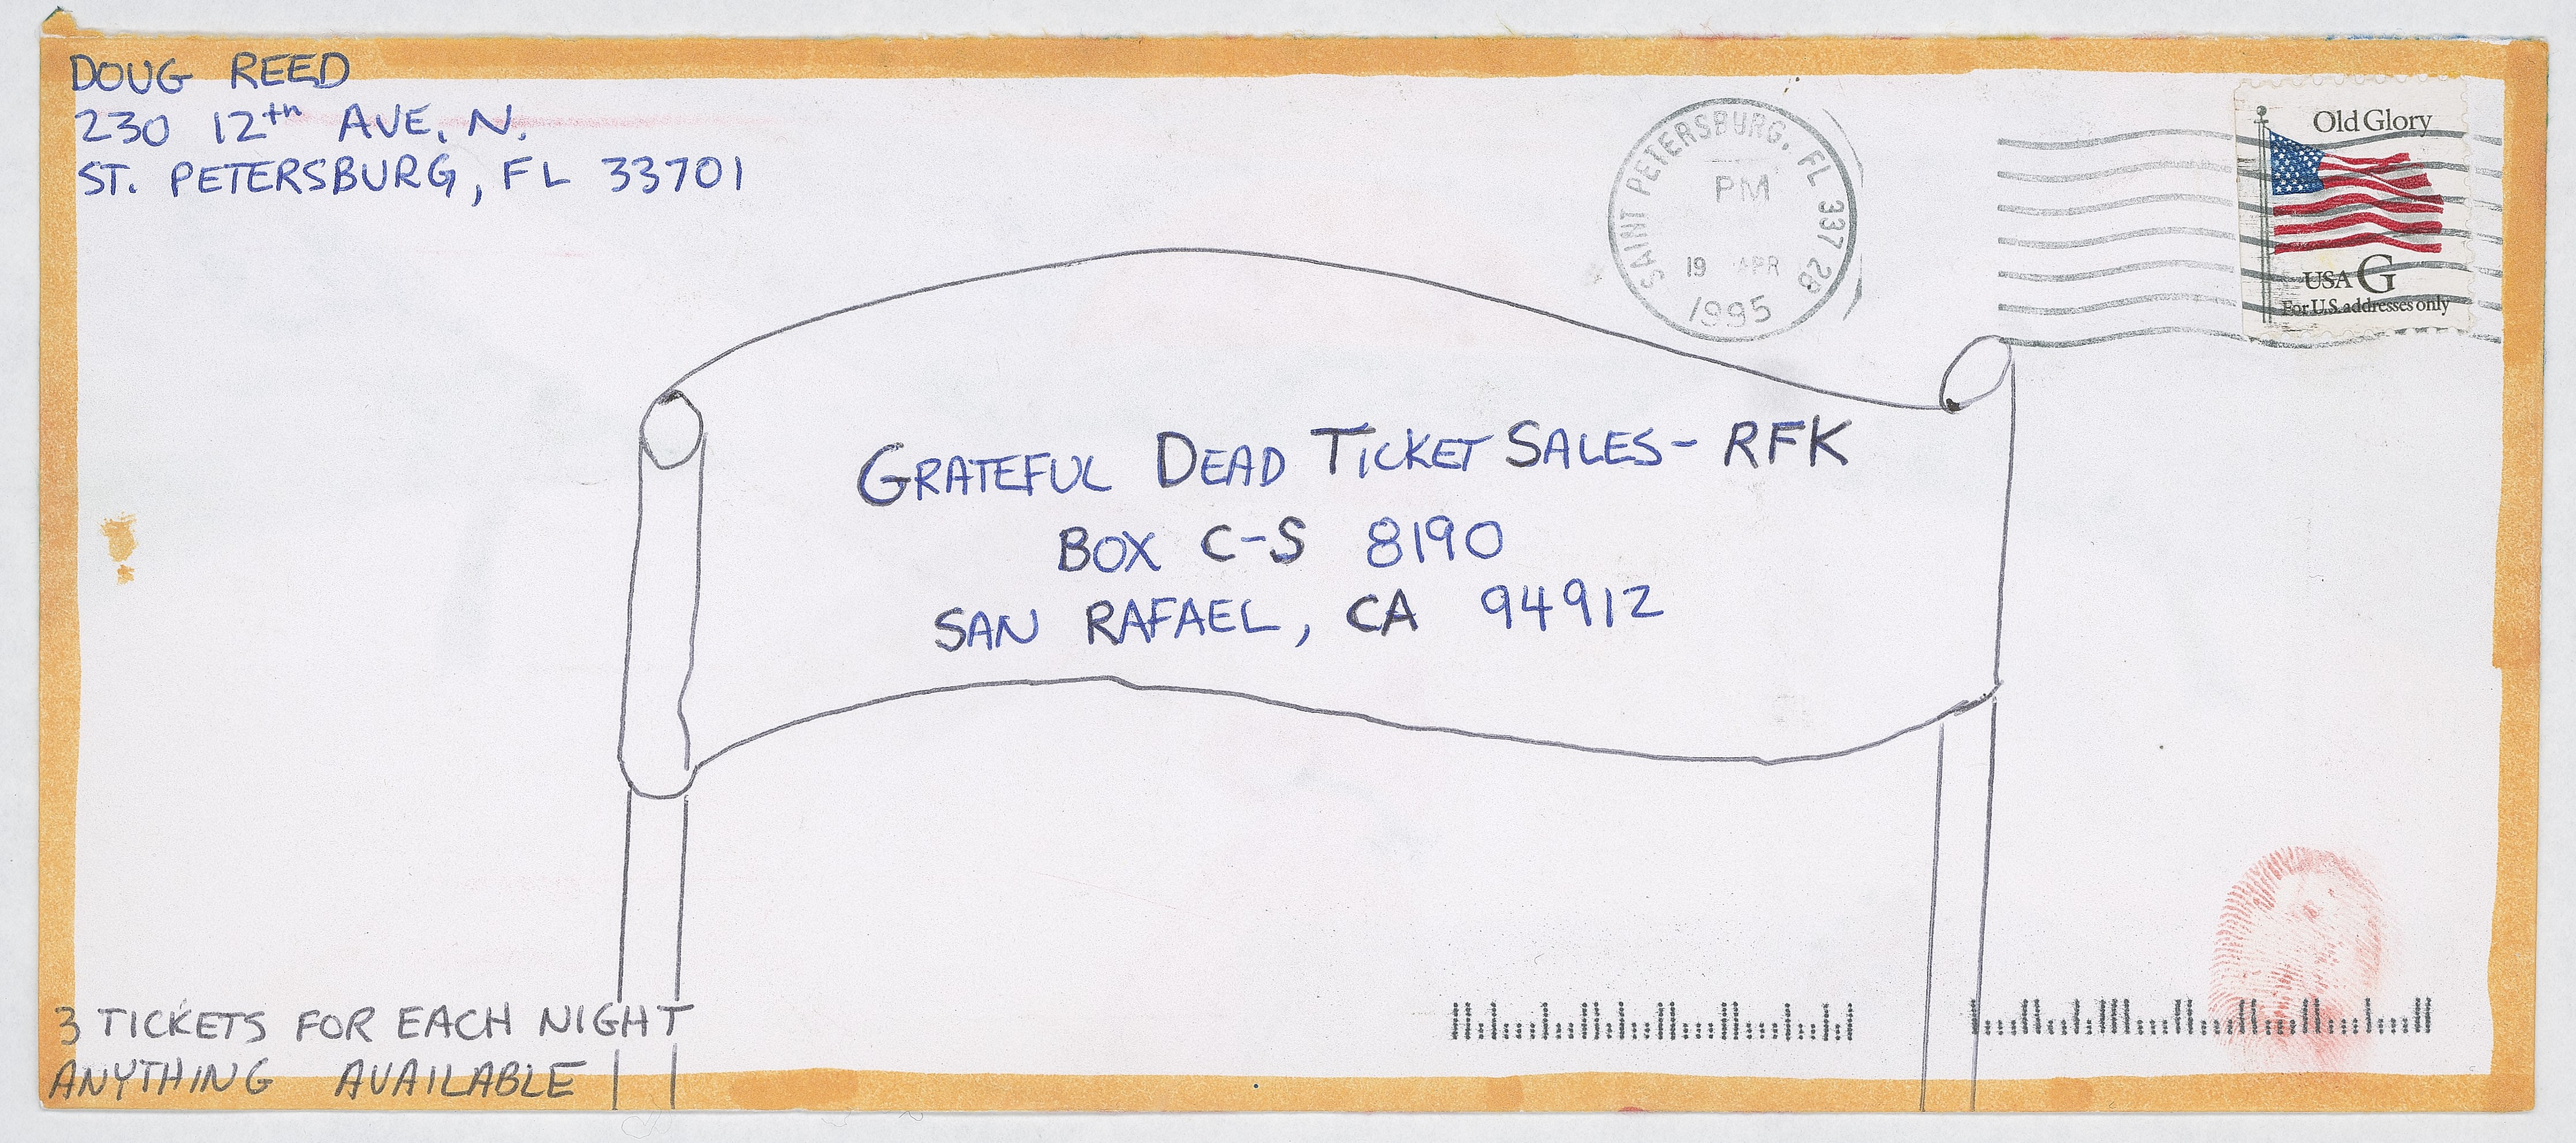 DOUG REED
230 12th AVE. N.
ST. PETERSBURG, FL 33701
SAINT PETERSBURG, FL 337 2B
PM
19 APR
1995
Old Glory
USA G
For U.S. addresses only
GRATEFUL DEAD TICKET SALES- RFK
BOX C-S 8190
SAN RAFAEL, CA 94912
3 TICKETS FOR EACH NIGHT
ANYTHING AVAILABLE